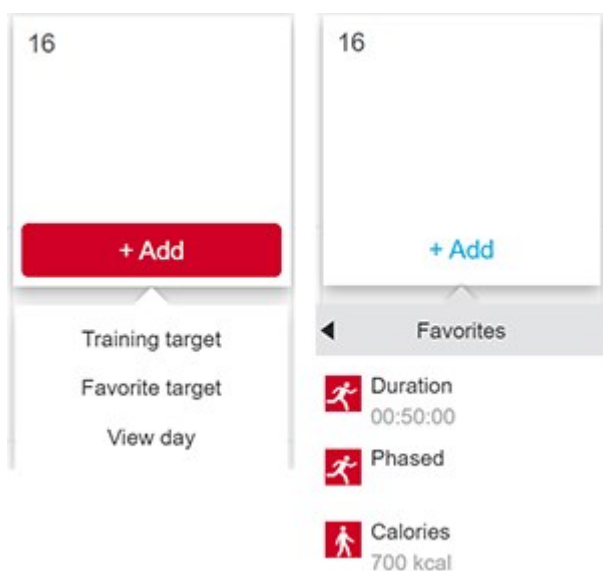 16
+ Add
Training target
Favorite target
View day
16
+ Add
Favorites
Duration
00:50:00
Phased
Calories
700 kcal